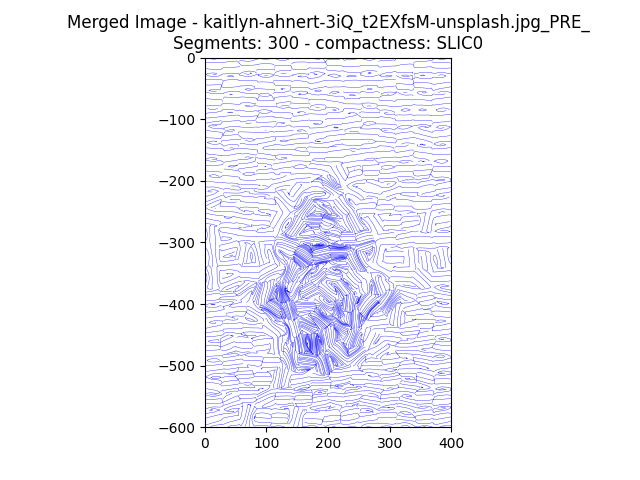 Merged Image - kaitlyn-ahnert-3iQ_t2EXfsM-unsplash.jpg_PRE_
Segments: 300 - compactness: SLIC0
0
−100
−200
−300
−400
−500
−600
0 100 200 300 400